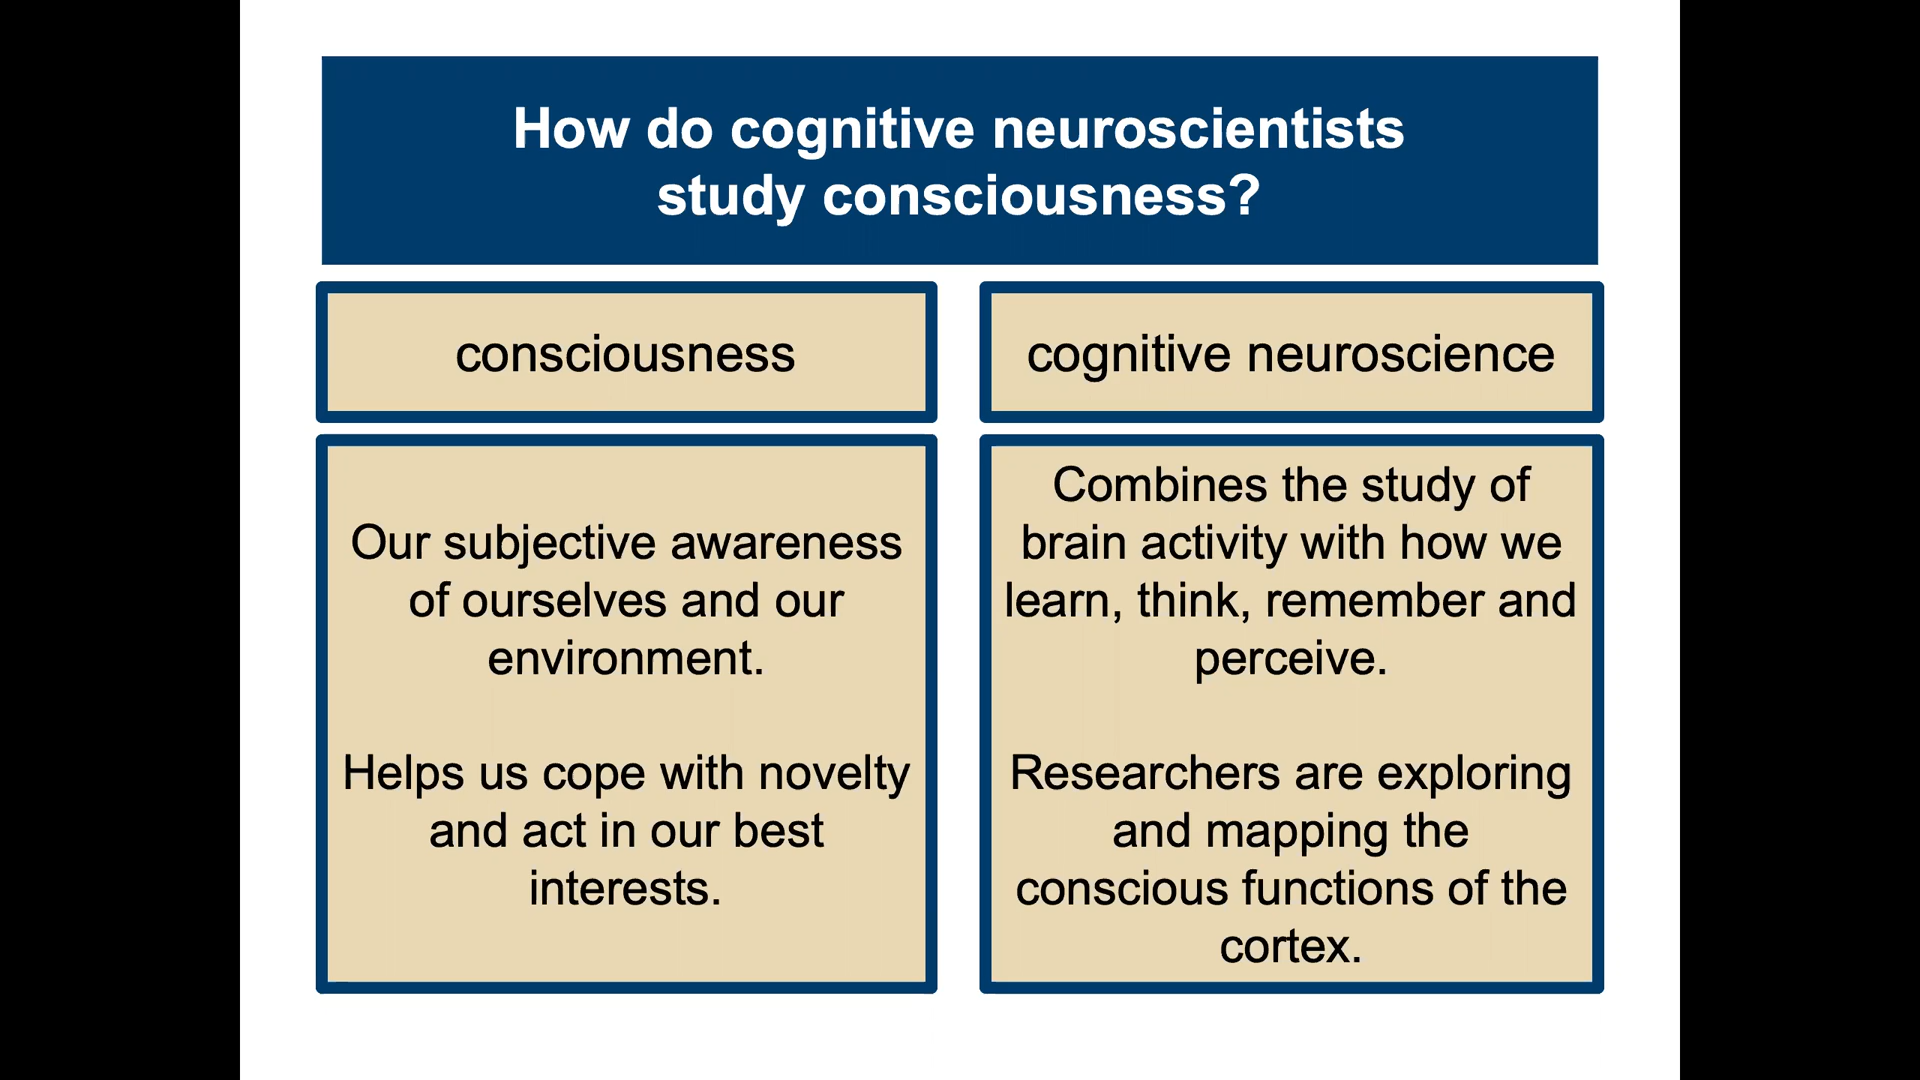 How do cognitive neuroscientists
study consciousness?
consciousness
Our subjective awareness
of ourselves and our
environment.
Helps us cope with novelty
and act in our best
interests.
cognitive neuroscience
Combines the study of
brain activity with how we
learn, think, remember and
perceive.
Researchers are exploring
and mapping the
conscious functions of the
cortex.